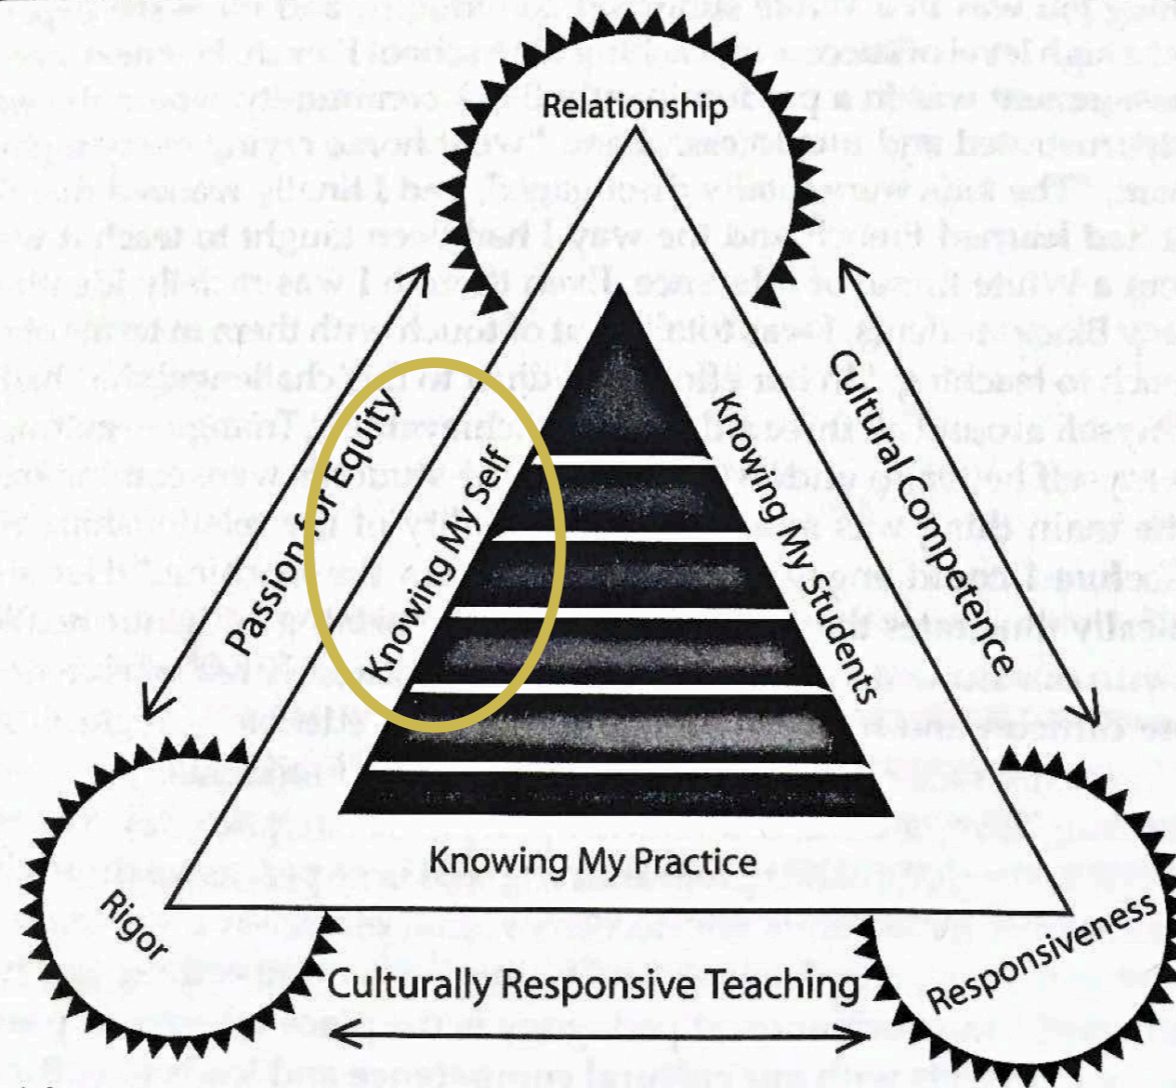 Relationship
Passion for Equity
Knowing My Self
Knowing My Students
Cultural Competence
Knowing My Practice
Rigor
Responsiveness
Culturally Responsive Teaching